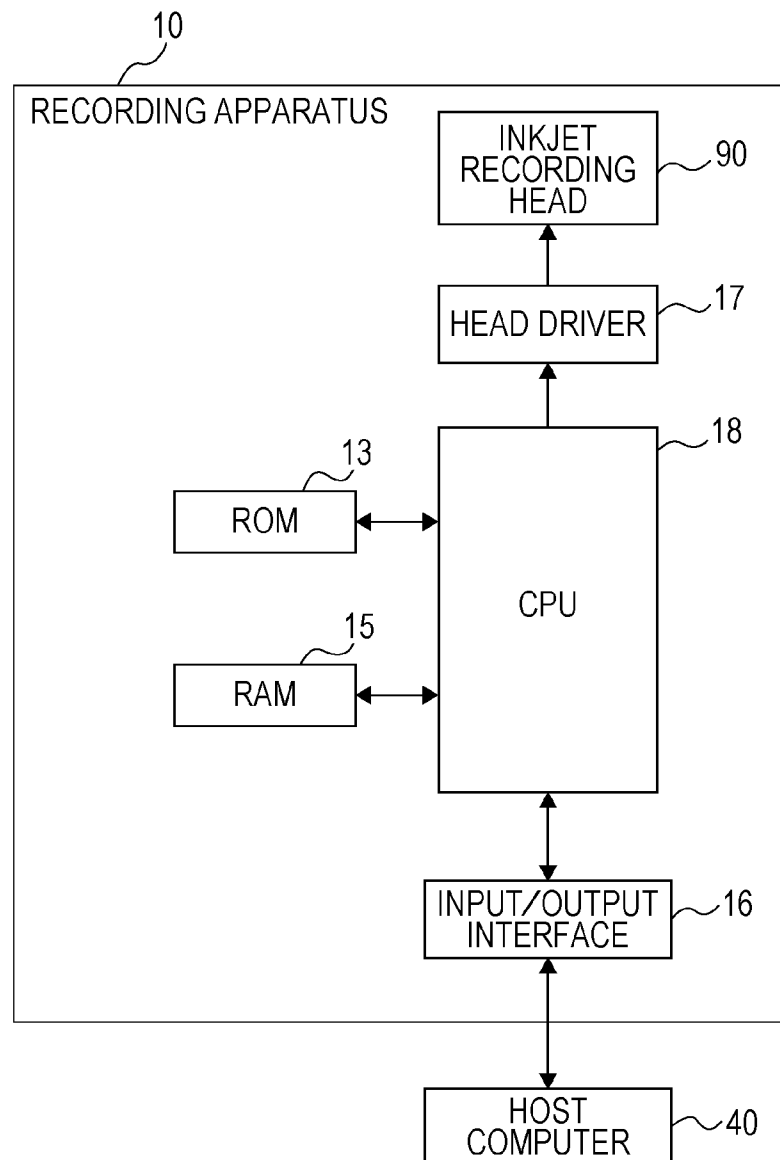 10
RECORDING APPARATUS
INKJET
RECORDING
HEAD
90
HEAD DRIVER
17
18
13
ROM
CPU
15
RAM
INPUT/OUTPUT
INTERFACE
16
HOST
COMPUTER
40